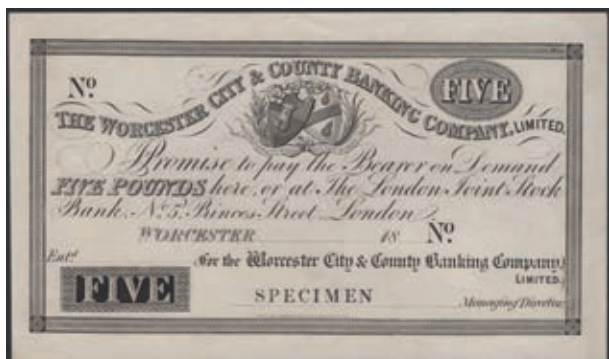 No.
THE WORCESTER CITY & COUNTY BANKING COMPANY, LIMITED.
FIVE
I Promise to pay the Bearer on Demand
FIVE POUNDS here, or at The London Joint Stock
Bank, No. 5, Princes Street, London,
WORCESTER 18 No.
Entd.
For the Worcester City & County Banking Company,
LIMITED.
FIVE
SPECIMEN
Managing Director